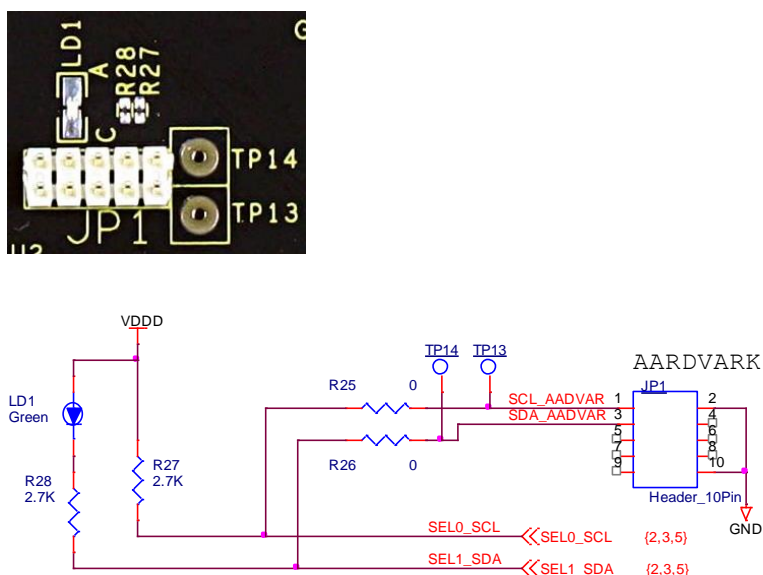 G
LD1
A
R28
R27
C
TP14
TP13
JP1
U2
VDDD
TP14 TP13
AARDVARK
R25 0
JP1
LD1
Green
SCL_AADVAR 1 2
SDA_AADVAR 3 4
5 6
7 8
9 10
R27
2.7K
R26 0
R28
2.7K
Header_10Pin
GND
SEL0_SCL SEL0_SCL {2,3,5}
SEL1_SDA SEL1_SDA {2,3,5}